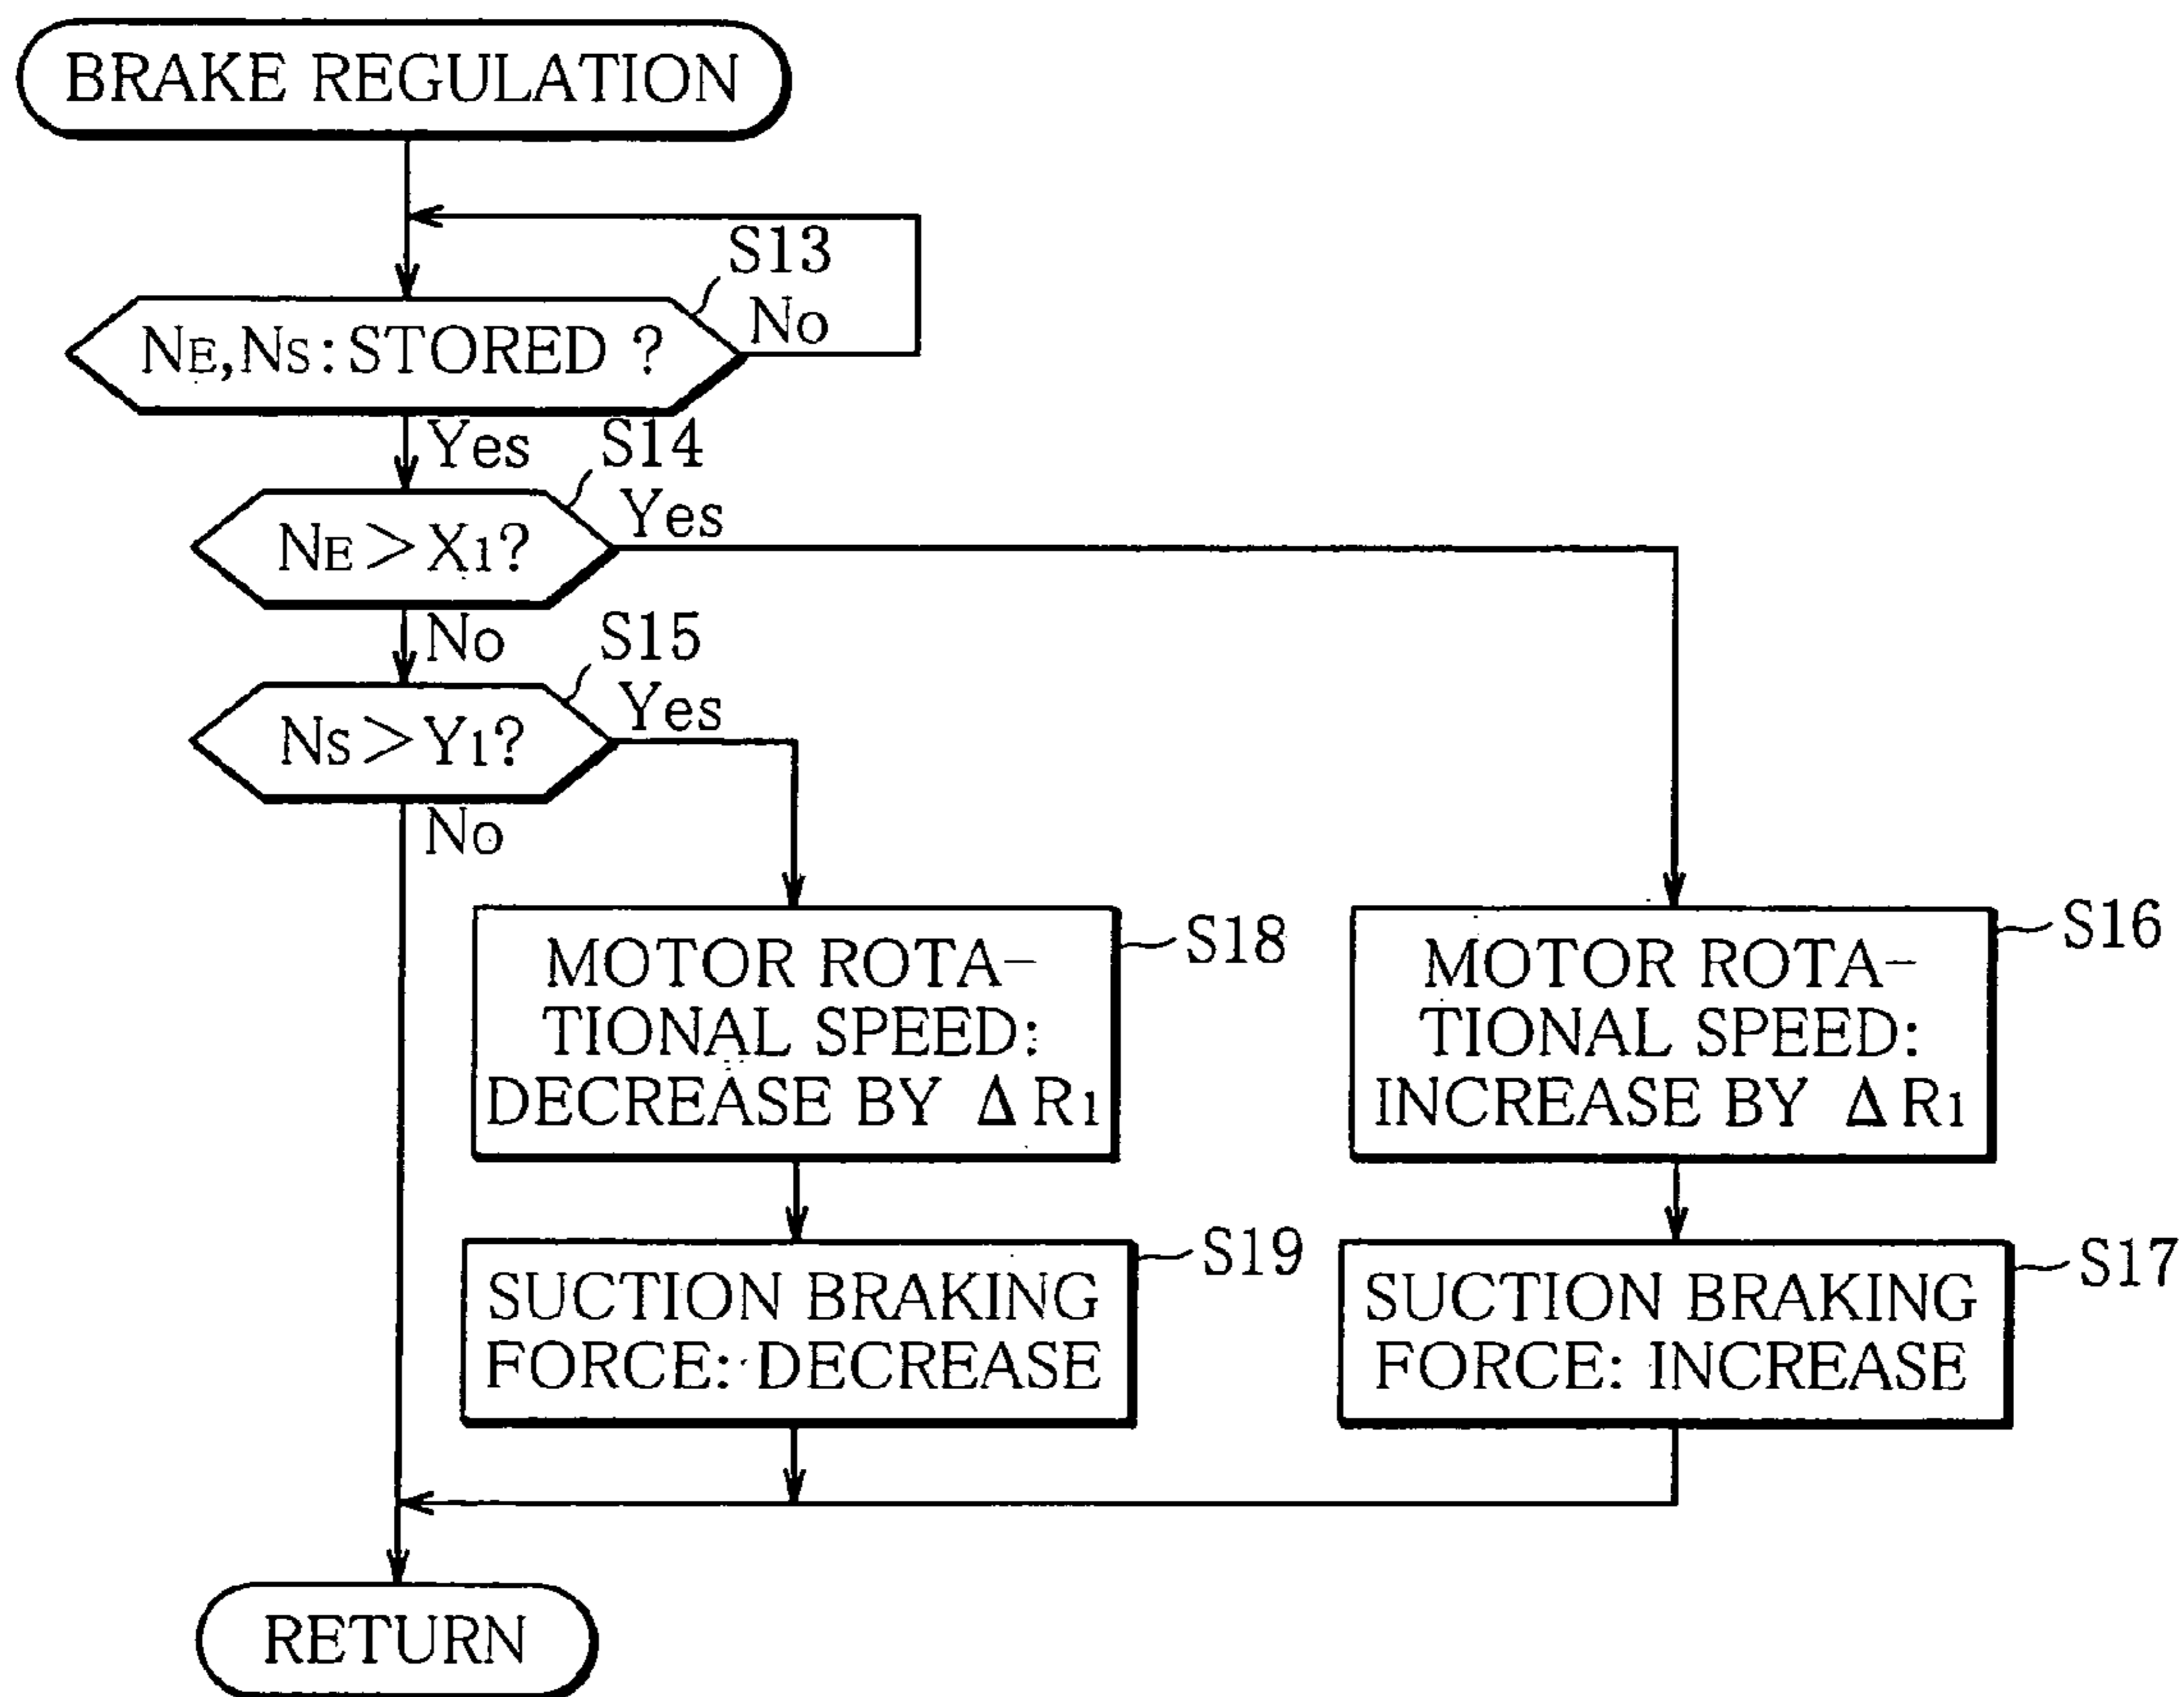 BRAKE REGULATION
S13
No
NE,NS:STORED ?
Yes
S14
Yes
NE>X1?
No
S15
Yes
NS>Y1?
No
S18
MOTOR ROTA-
TIONAL SPEED:
DECREASE BY Δ R1
S16
MOTOR ROTA-
TIONAL SPEED:
INCREASE BY Δ R1
S19
SUCTION BRAKING
FORCE: DECREASE
S17
SUCTION BRAKING
FORCE: INCREASE
RETURN